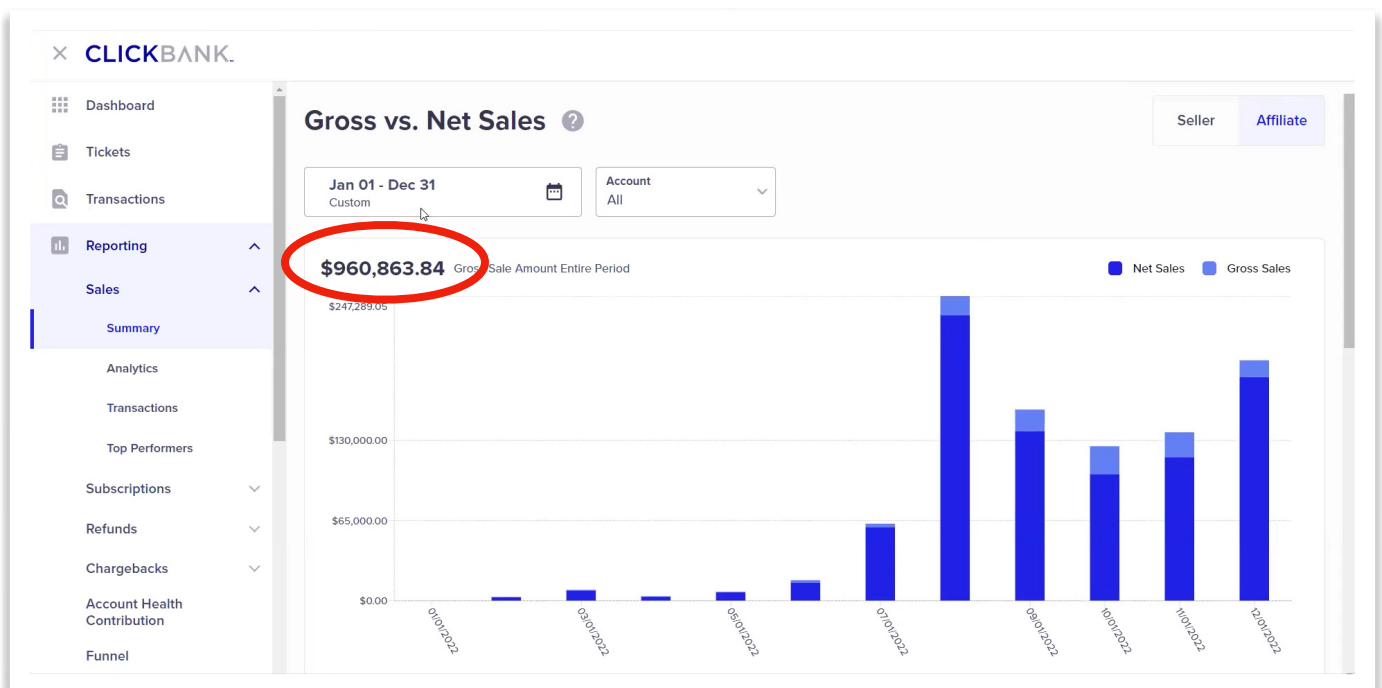 CLICKBANK
Dashboard
Tickets
Transactions
Reporting
Sales
Summary
Analytics
Transactions
Top Performers
Subscriptions
Refunds
Chargebacks
Account Health
Contribution
Funnel
Gross vs. Net Sales ?
Seller Affiliate
Jan 01 - Dec 31
Custom
Account
All
$960,863.84 Gross Sale Amount Entire Period
Net Sales Gross Sales
$247,289.05
$130,000.00
$65,000.00
$0.00
01/01/2022 03/01/2022 05/01/2022 07/01/2022 09/01/2022 10/01/2022 11/01/2022 12/01/2022